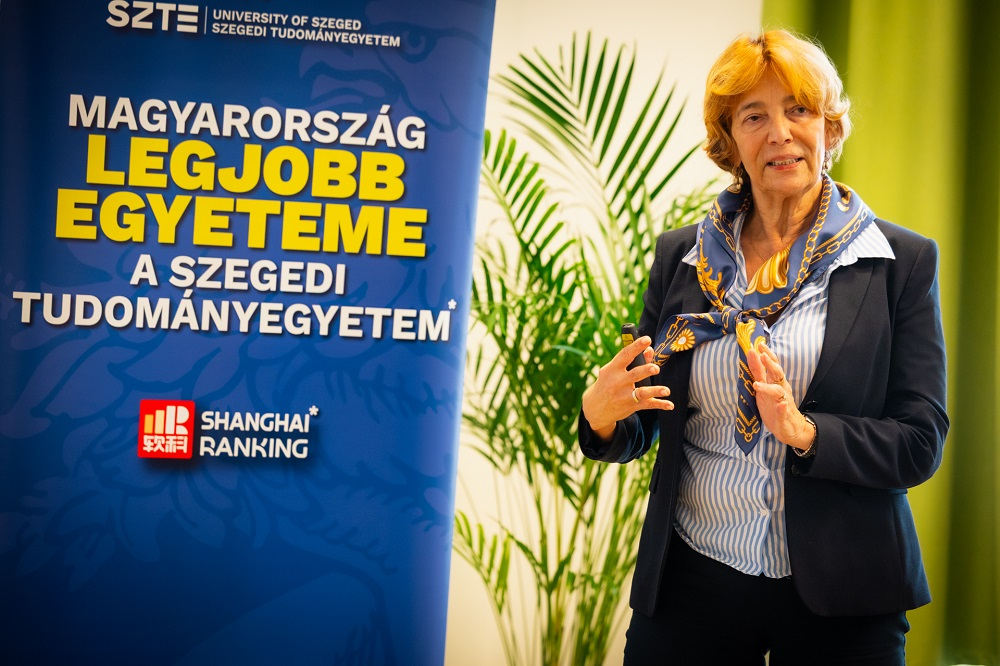 SZTE
UNIVERSITY OF SZEGED
SZEGEDI TUDOMÁNYEGYETEM
MAGYARORSZÁG
LEGJOBB
EGYETEME
A SZEGEDI
TUDOMÁNYEGYETEM*
软科
SHANGHAI*
RANKING